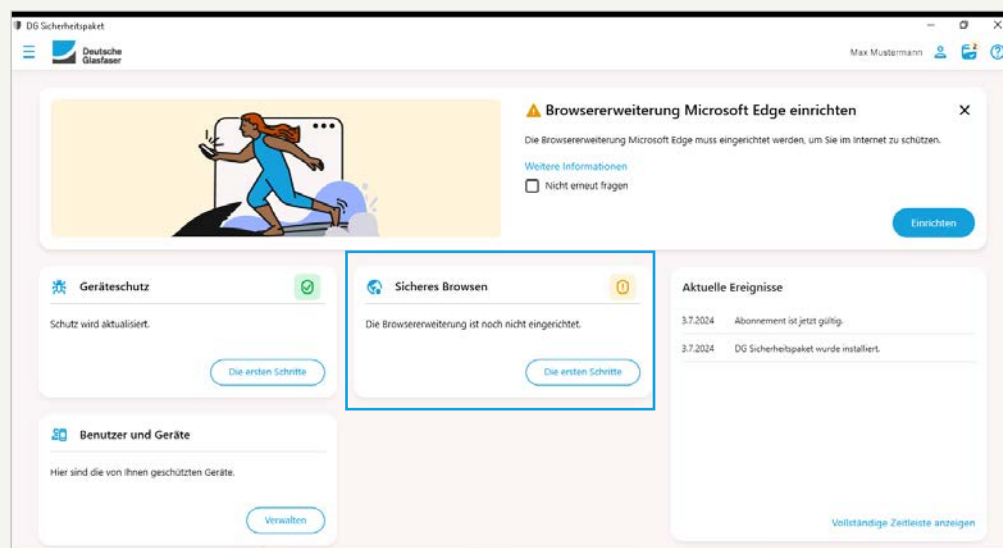 DG Sicherheitspaket
Deutsche
Glasfaser
Max Mustermann
2
Browsererweiterung Microsoft Edge einrichten
Die Browsererweiterung Microsoft Edge muss eingerichtet werden, um Sie im Internet zu schützen.
Weitere Informationen
Nicht erneut fragen
Einrichten
Geräteschutz
Schutz wird aktualisiert.
Die ersten Schritte
Sicheres Browsen
Die Browsererweiterung ist noch nicht eingerichtet.
Die ersten Schritte
Aktuelle Ereignisse
3.7.2024 Abonnement ist jetzt gültig.
3.7.2024 DG Sicherheitspaket wurde installiert.
Benutzer und Geräte
Hier sind die von Ihnen geschützten Geräte.
Verwalten
Vollständige Zeitleiste anzeigen